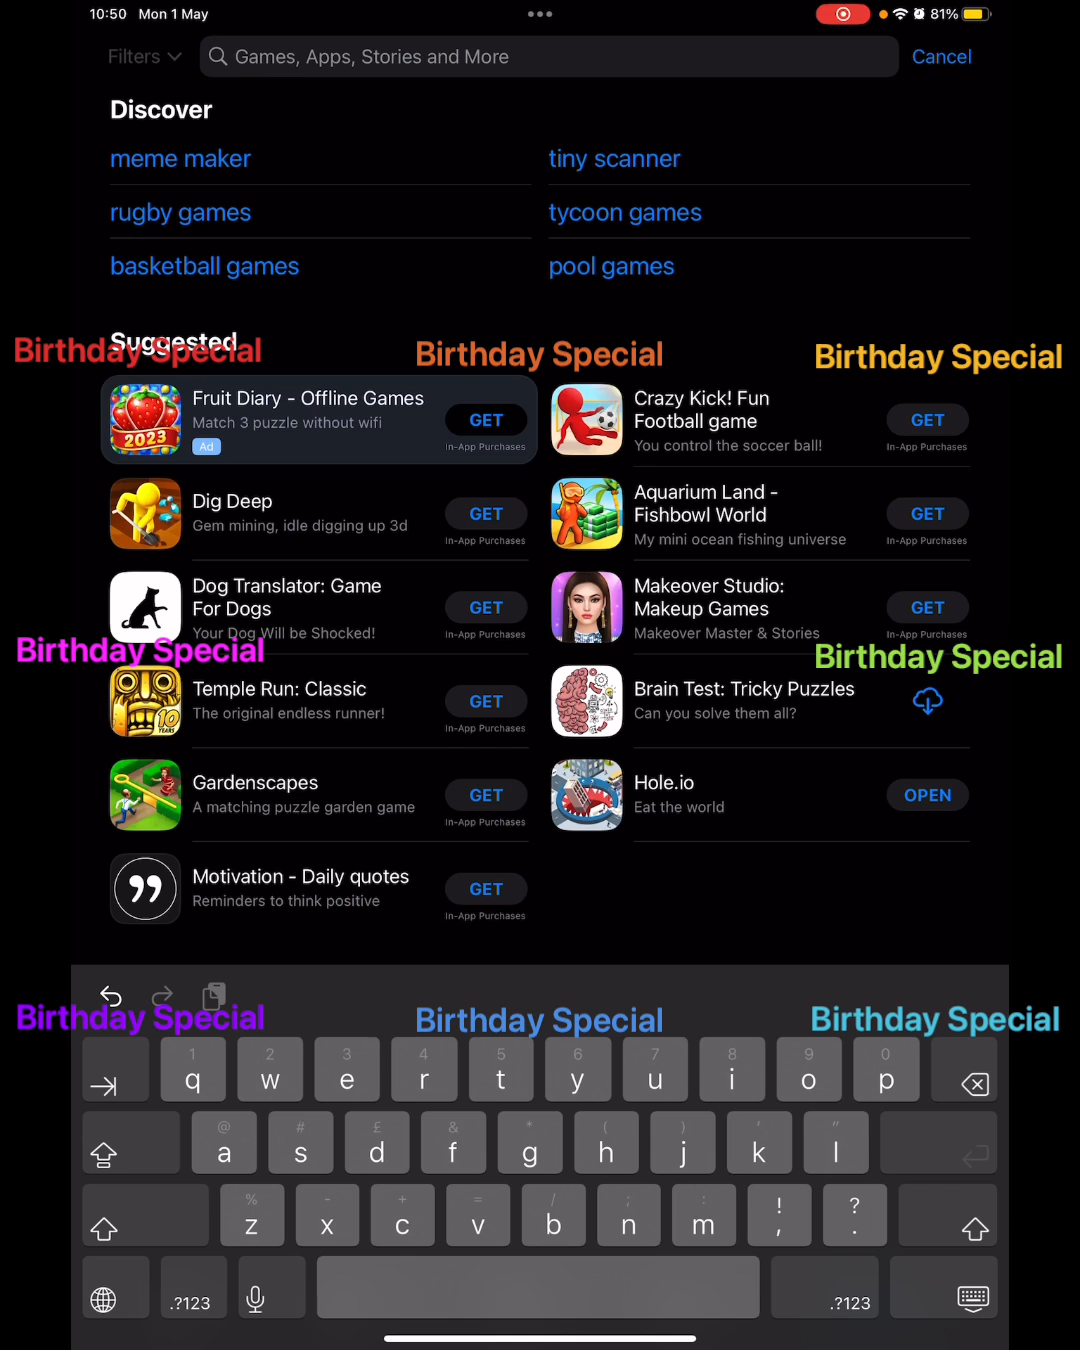 10:50 Mon 1 May
81%
Filters
Games, Apps, Stories and More
Cancel
Discover
meme maker
tiny scanner
rugby games
tycoon games
basketball games
pool games
Suggested
Birthday Special
Birthday Special
Birthday Special
Fruit Diary - Offline Games
Match 3 puzzle without wifi
Ad
GET
In-App Purchases
2023
Crazy Kick! Fun
Football game
You control the soccer ball!
GET
In-App Purchases
Dig Deep
Gem mining, idle digging up 3d
GET
In-App Purchases
Aquarium Land -
Fishbowl World
My mini ocean fishing universe
GET
In-App Purchases
Dog Translator: Game
For Dogs
Your Dog Will be Shocked!
GET
In-App Purchases
Makeover Studio:
Makeup Games
Makeover Master & Stories
GET
In-App Purchases
Birthday Special
Birthday Special
Temple Run: Classic
The original endless runner!
GET
In-App Purchases
10
YEARS
Brain Test: Tricky Puzzles
Can you solve them all?
Gardenscapes
A matching puzzle garden game
GET
In-App Purchases
Hole.io
Eat the world
OPEN
Motivation - Daily quotes
Reminders to think positive
GET
In-App Purchases
Birthday Special
Birthday Special
Birthday Special
1 2 3 4 5 6 7 8 9 0
q w e r t y u i o p
@ # £ & * ( ) ' "
a s d f g h j k l
% - + = / ; : ! ?
z x c v b n m , .
.?123
.?123